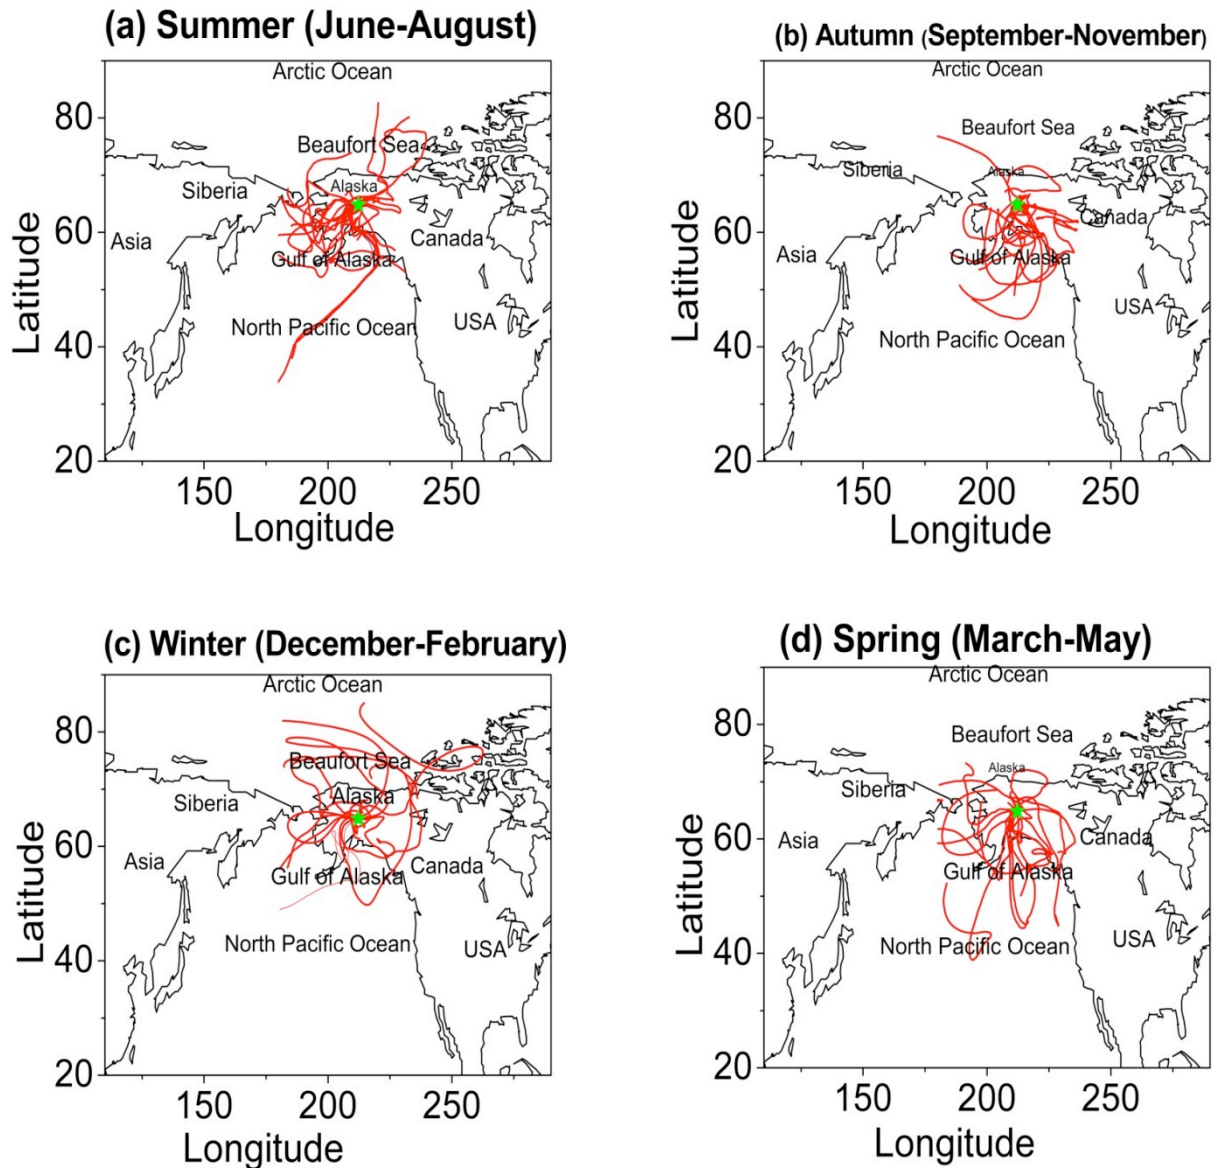 (a) Summer (June-August)
Arctic Ocean
Beaufort Sea
Alaska
Siberia
Asia
Canada
Gulf of Alaska
North Pacific Ocean
USA
80
60
40
20
Latitude
150
200
250
Longitude
(b) Autumn (September-November)
Arctic Ocean
Beaufort Sea
Siberia
Alaska
Canada
Asia
Gulf of Alaska
USA
North Pacific Ocean
80
60
40
20
Latitude
150
200
250
Longitude
(c) Winter (December-February)
Arctic Ocean
Beaufort Sea
Alaska
Siberia
Asia
Canada
Gulf of Alaska
North Pacific Ocean
USA
80
60
40
20
Latitude
150
200
250
Longitude
(d) Spring (March-May)
Arctic Ocean
Beaufort Sea
Alaska
Siberia
Asia
Canada
Gulf of Alaska
North Pacific Ocean
USA
80
60
40
20
Latitude
150
200
250
Longitude